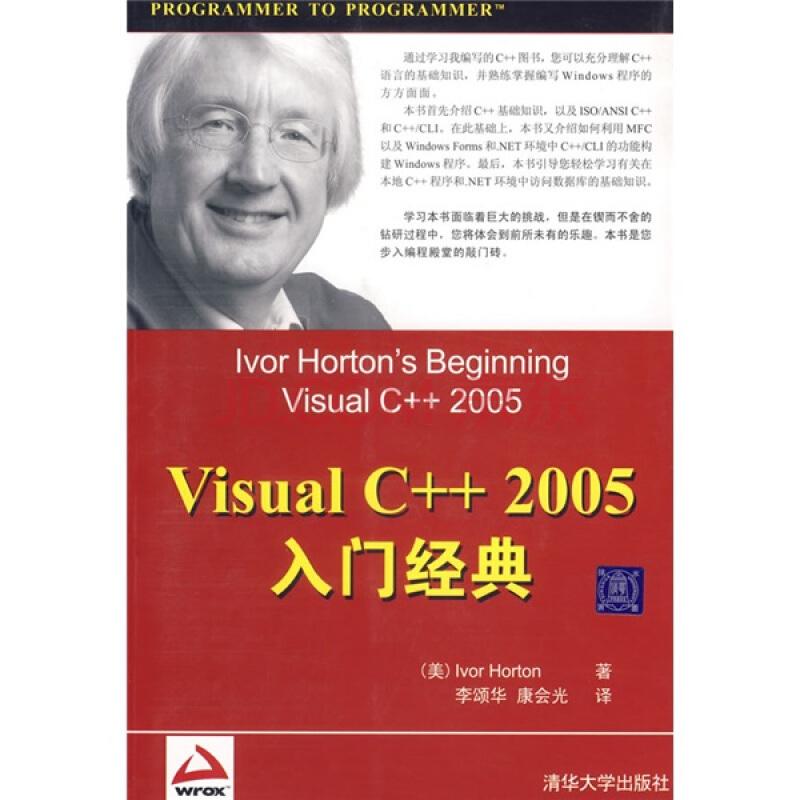 PROGRAMMER TO PROGRAMMER™
通过学习我编写的C++图书，您可以充分理解C++
语言的基础知识，并熟练掌握编写Windows程序的
方方面面。
本书首先介绍C++基础知识，以及ISO/ANSI C++
和C++/CLI。在此基础上，本书又介绍如何利用MFC
以及Windows Forms和.NET环境中C++/CLI的功能构
建Windows程序。最后，本书引导您轻松学习有关在
本地C++程序和.NET环境中访问数据库的基础知识。
学习本书面临着巨大的挑战，但是在锲而不舍的
钻研过程中，您将体会到前所未有的乐趣。本书是您
步入编程殿堂的敲门砖。
Ivor Horton's Beginning
Visual C++ 2005
Visual C++ 2005
入门经典
（美）Ivor Horton 著
李颂华 康会光 译
wrox™
清华大学出版社